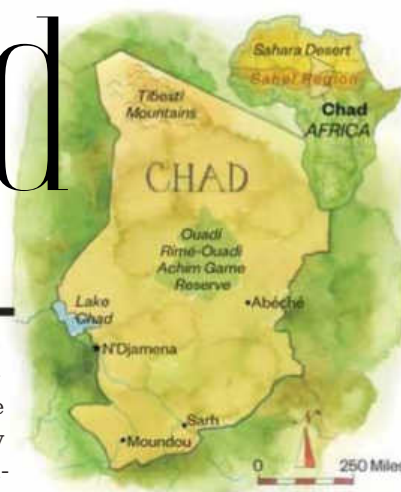 d
Sahara Desert
Sahel Region
Chad
AFRICA
Tibesti
Mountains
CHAD
Ouadi
Rimé-Ouadi
Achim Game
Reserve
Lake
Chad
•Abéché
N'Djamena
Sarh
•Moundou
N
0 250 Miles
e
y
-